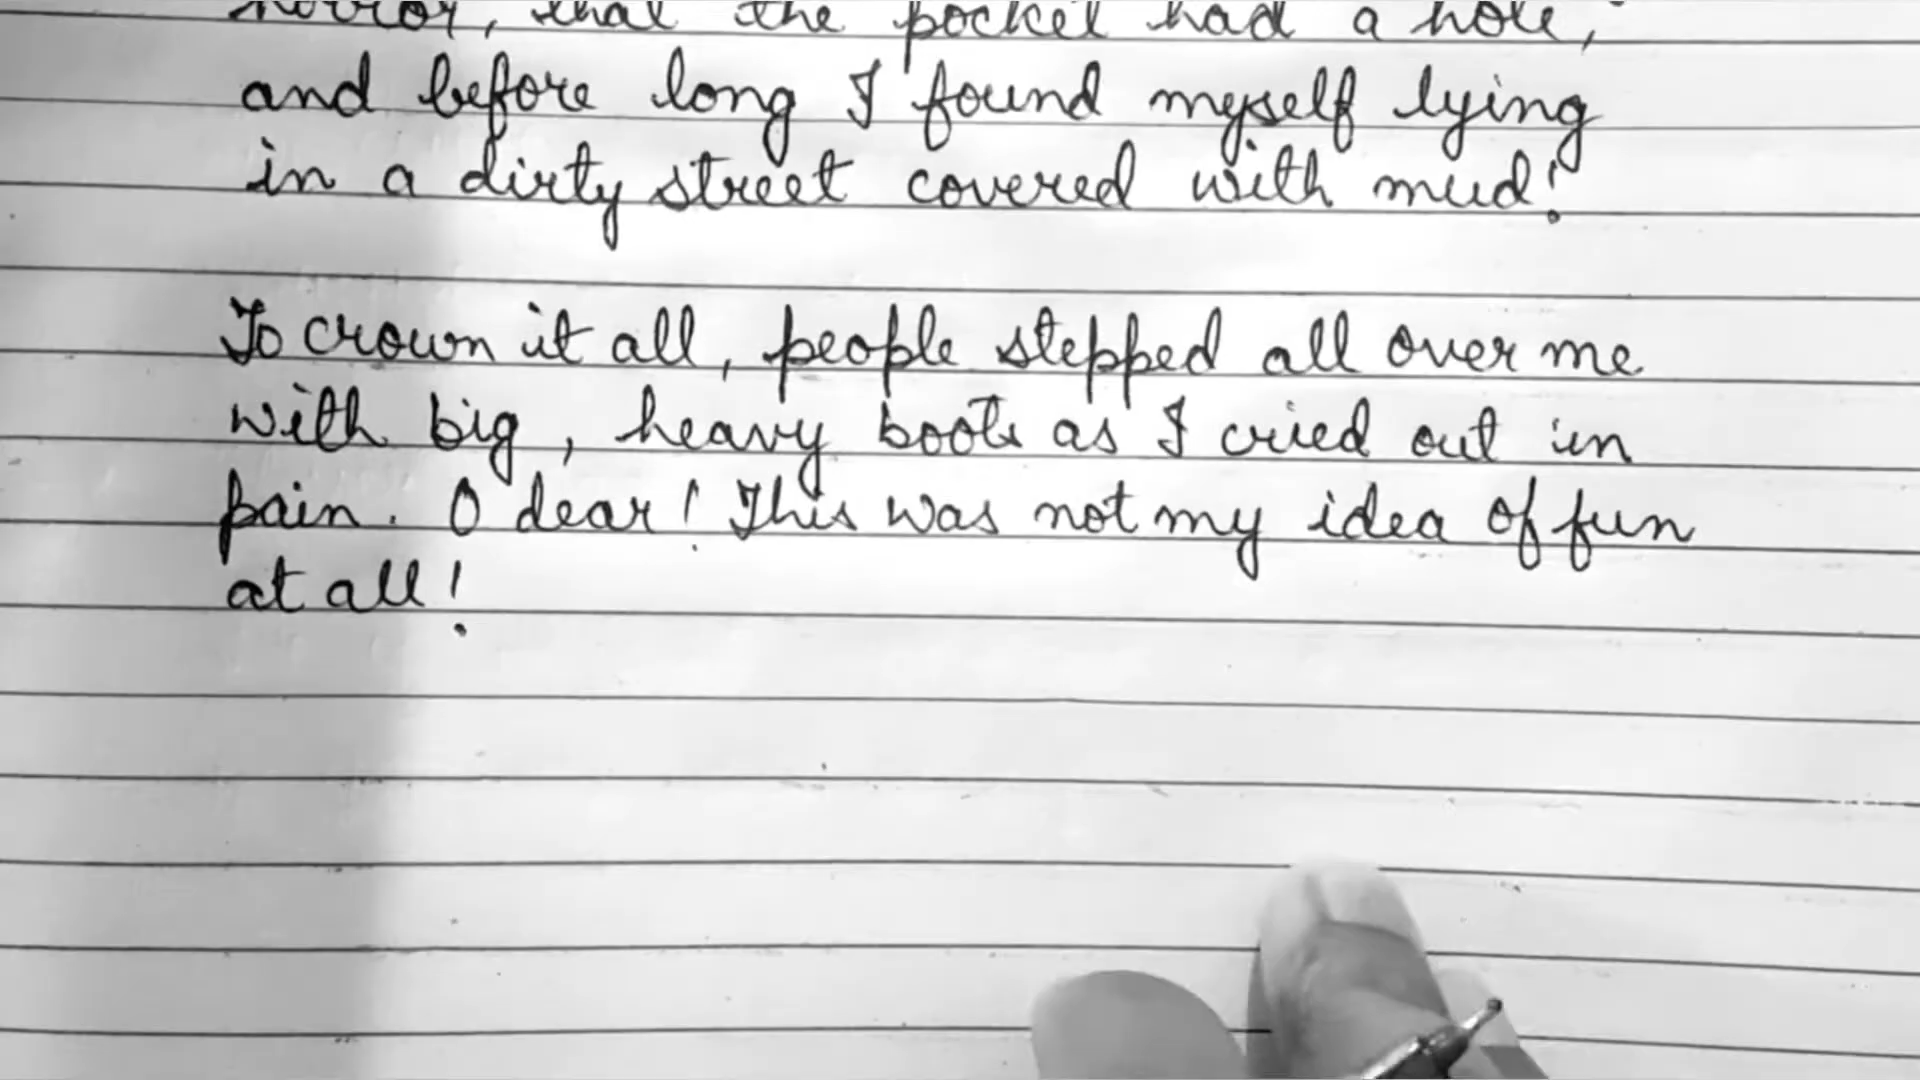 horror, that the pocket had a hole,
and before long I found myself lying
in a dirty street covered with mud!
To crown it all, people stepped all over me
with big, heavy boots as I cried out in
pain. O dear! This was not my idea of fun
at all!